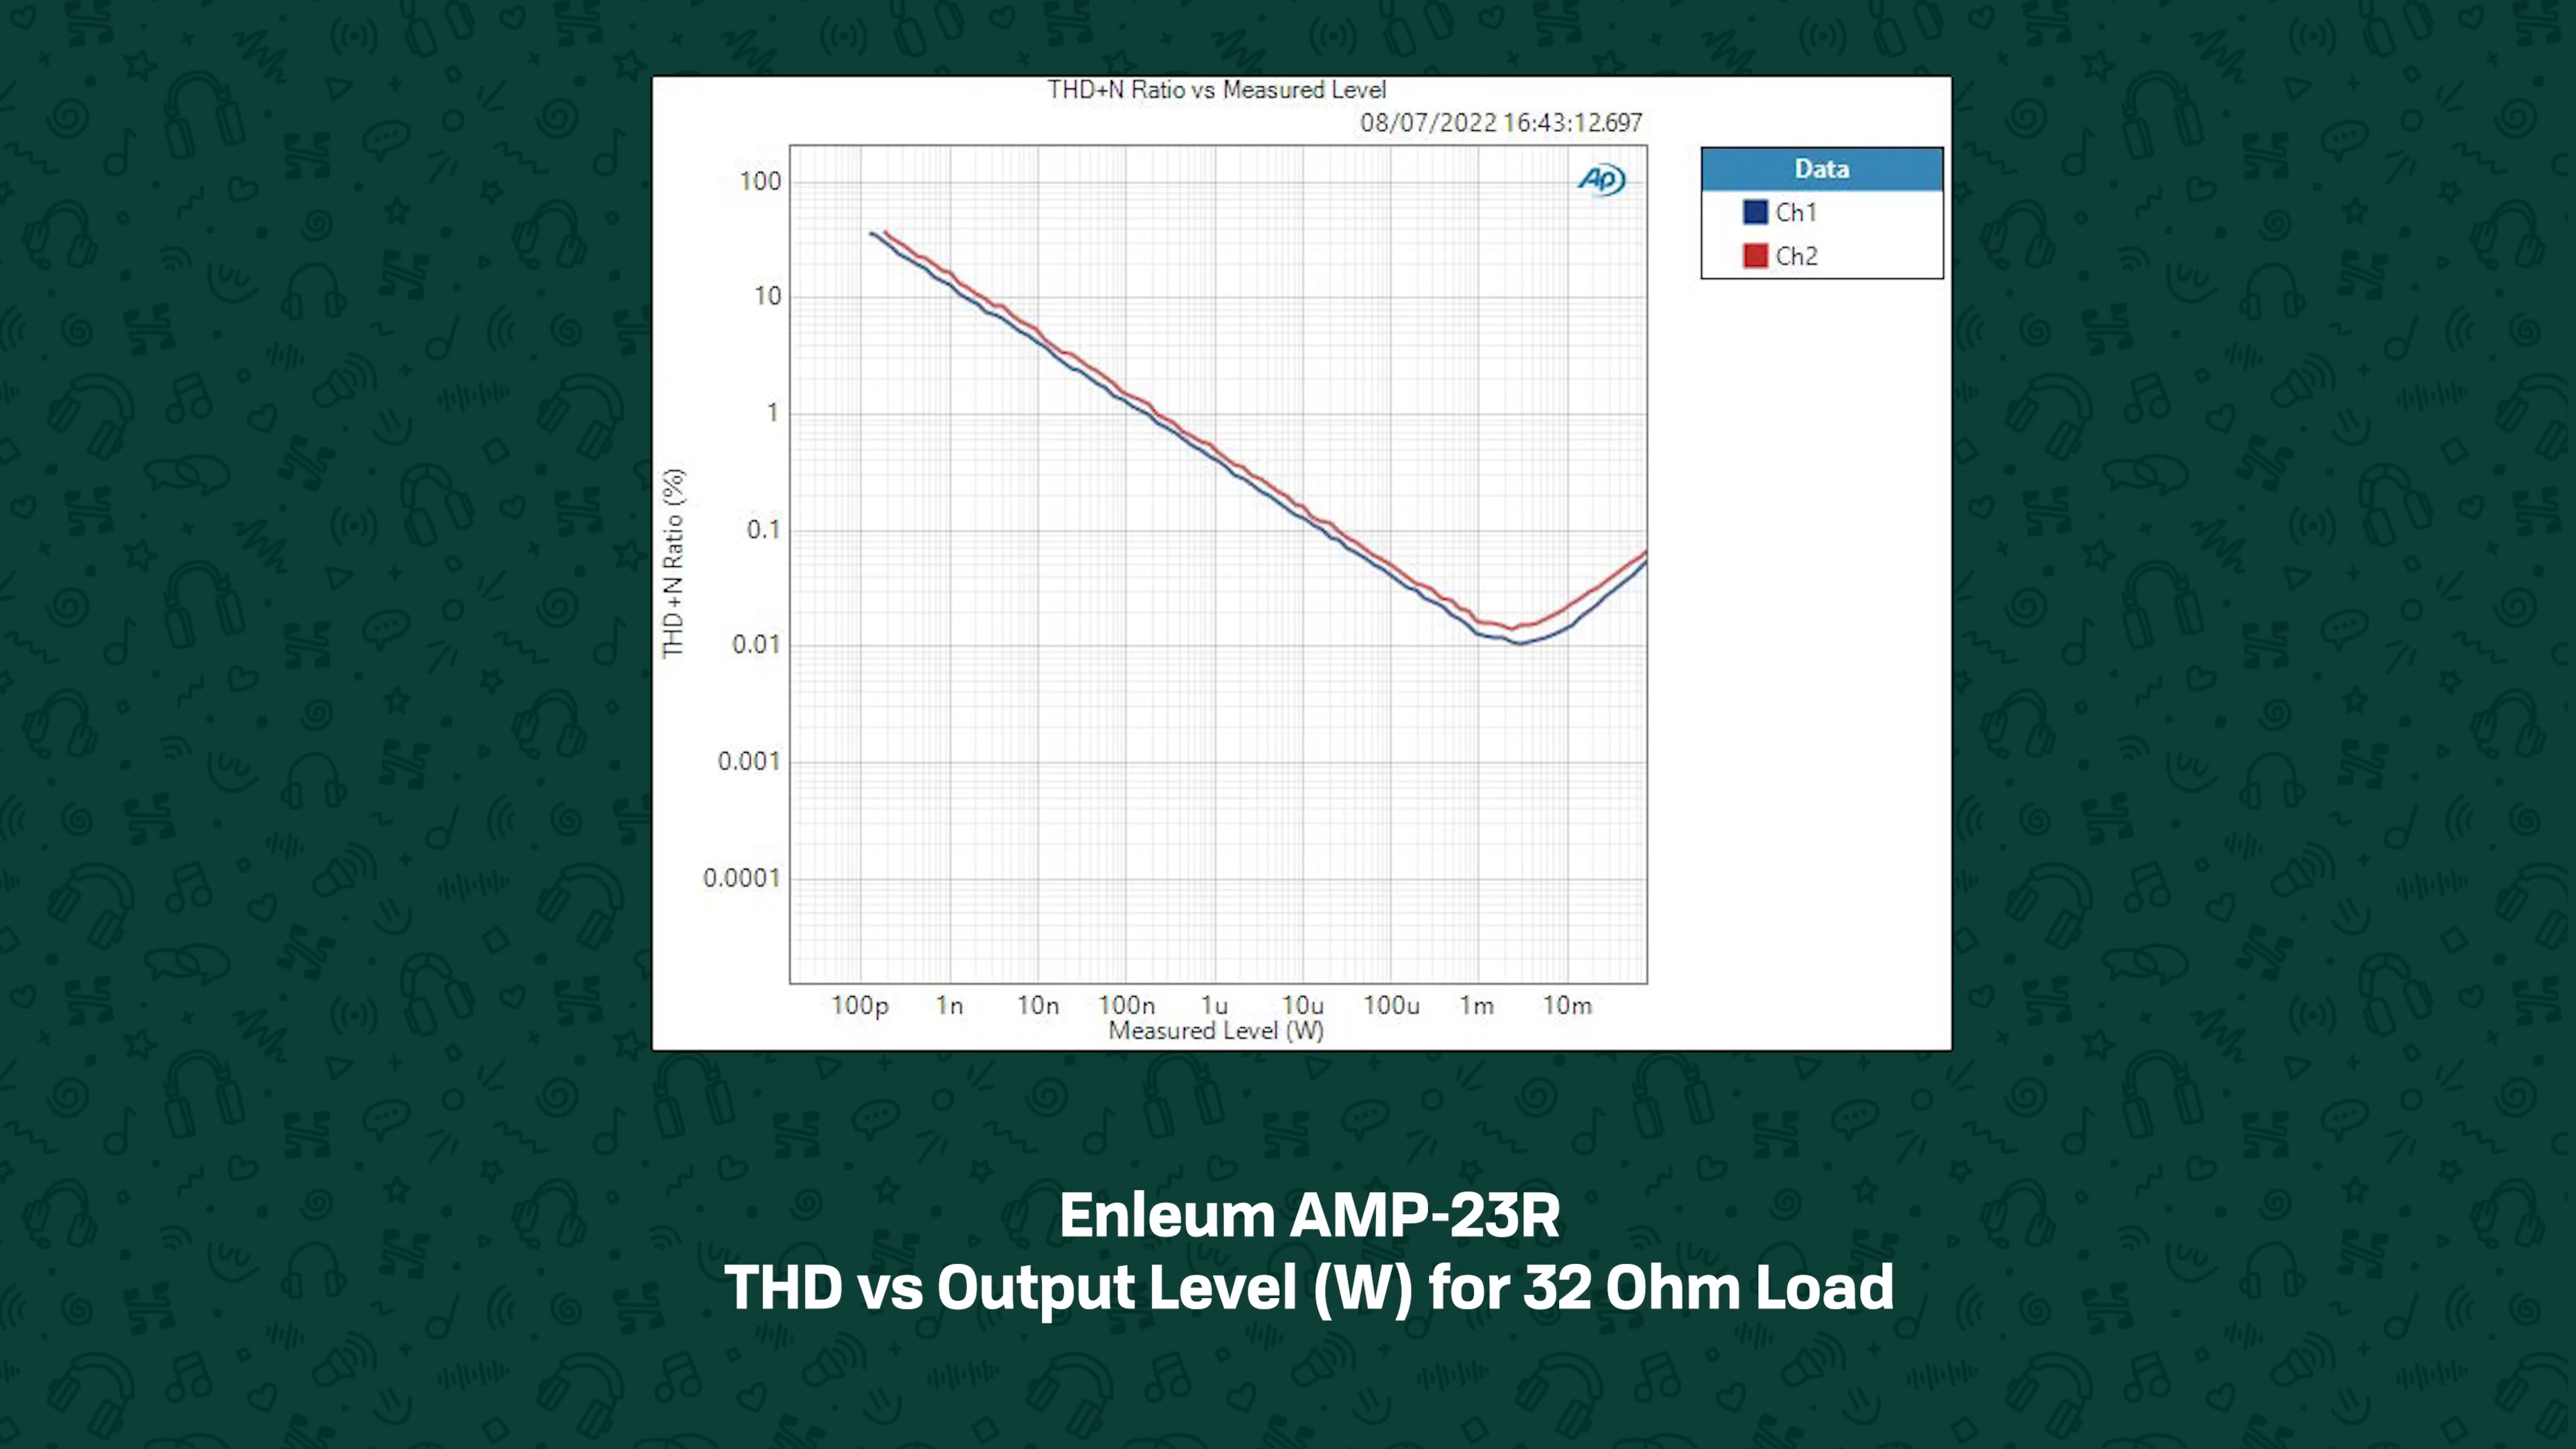 THD+N Ratio vs Measured Level
08/07/2022 16:43:12.697
Ap
Data
Ch1
Ch2
THD+N Ratio (%)
100
10
1
0.1
0.01
0.001
0.0001
100p 1n 10n 100n 1u 10u 100u 1m 10m
Measured Level (W)
Enleum AMP-23R
THD vs Output Level (W) for 32 Ohm Load